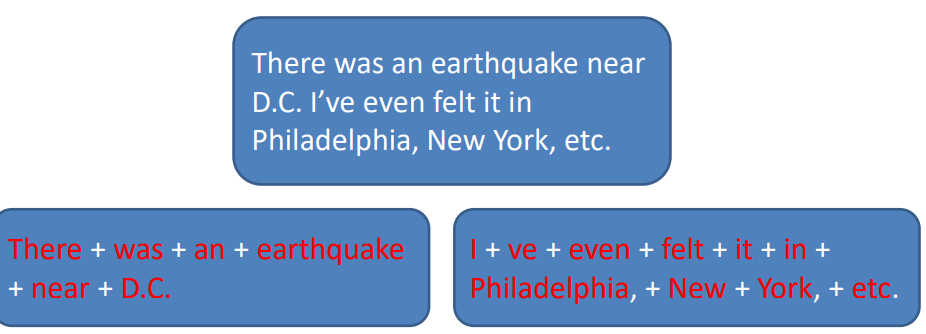 There was an earthquake near
D.C. I’ve even felt it in
Philadelphia, New York, etc.
There + was + an + earthquake
+ near + D.C.
I + ve + even + felt + it + in +
Philadelphia, + New + York, + etc.